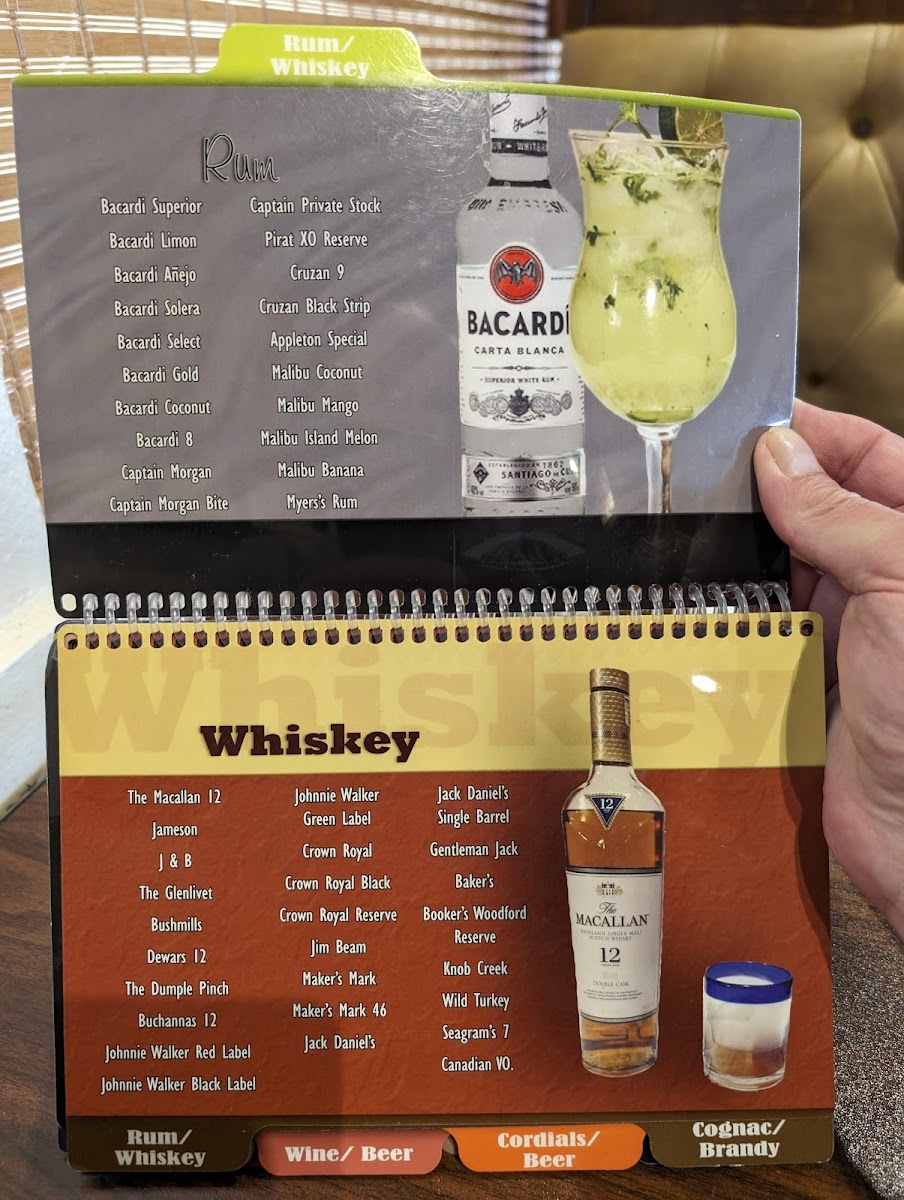 Rum/
Whiskey
Rum
Bacardi Superior
Bacardi Limon
Bacardi Añejo
Bacardi Solera
Bacardi Select
Bacardi Gold
Bacardi Coconut
Bacardi 8
Captain Morgan
Captain Morgan Bite
Captain Private Stock
Pirat XO Reserve
Cruzan 9
Cruzan Black Strip
Appleton Special
Malibu Coconut
Malibu Mango
Malibu Island Melon
Malibu Banana
Myers's Rum
BACARDÍ
CARTA BLANCA
SUPERIOR WHITE RUM
ESTABLECIDO EN 1862
SANTIAGO DE CU
Whiskey
Whiskey
The Macallan 12
Jameson
J & B
The Glenlivet
Bushmills
Dewars 12
The Dumple Pinch
Buchannas 12
Johnnie Walker Red Label
Johnnie Walker Black Label
Johnnie Walker
Green Label
Crown Royal
Crown Royal Black
Crown Royal Reserve
Jim Beam
Maker's Mark
Maker's Mark 46
Jack Daniel's
Jack Daniel's
Single Barrel
Gentleman Jack
Baker's
Booker's Woodford
Reserve
Knob Creek
Wild Turkey
Seagram's 7
Canadian VO.
12
The
MACALLAN
HIGHLAND SINGLE MALT
SCOTCH WHISKY
12
YEARS OLD
DOUBLE CASK
Rum/
Whiskey
Wine/ Beer
Cordials/
Beer
Cognac/
Brandy